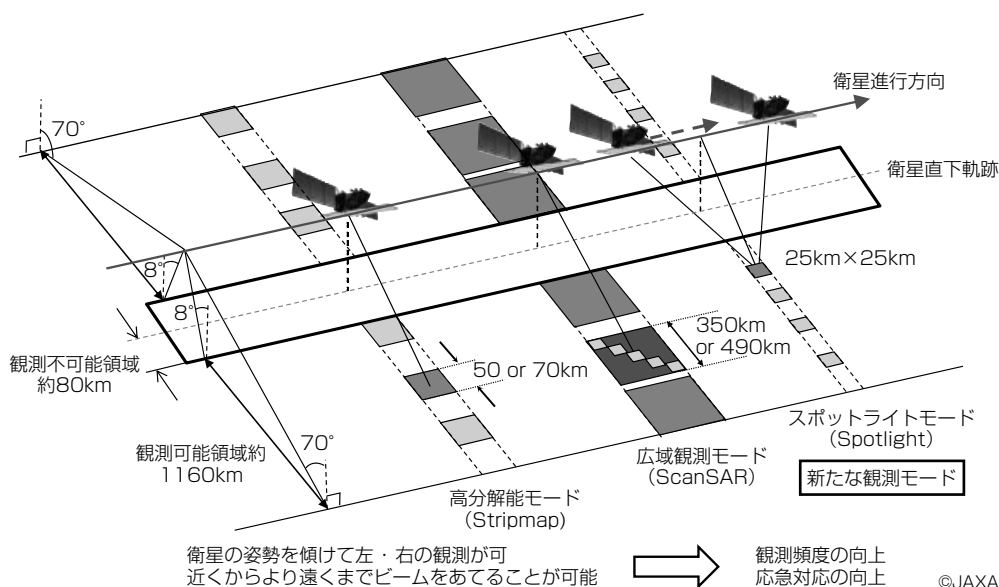 衛星進行方向
70°
衛星直下軌跡
25km×25km
8°
8°
350km
or 490km
観測不可能領域
約80km
50 or 70km
スポットライトモード
(Spotlight)
70°
観測可能領域約
1160km
広域観測モード
(ScanSAR)
新たな観測モード
高分解能モード
(Stripmap)
衛星の姿勢を傾けて左・右の観測が可
近くからより遠くまでビームをあてることが可能
観測頻度の向上
応急対応の向上
©JAXA